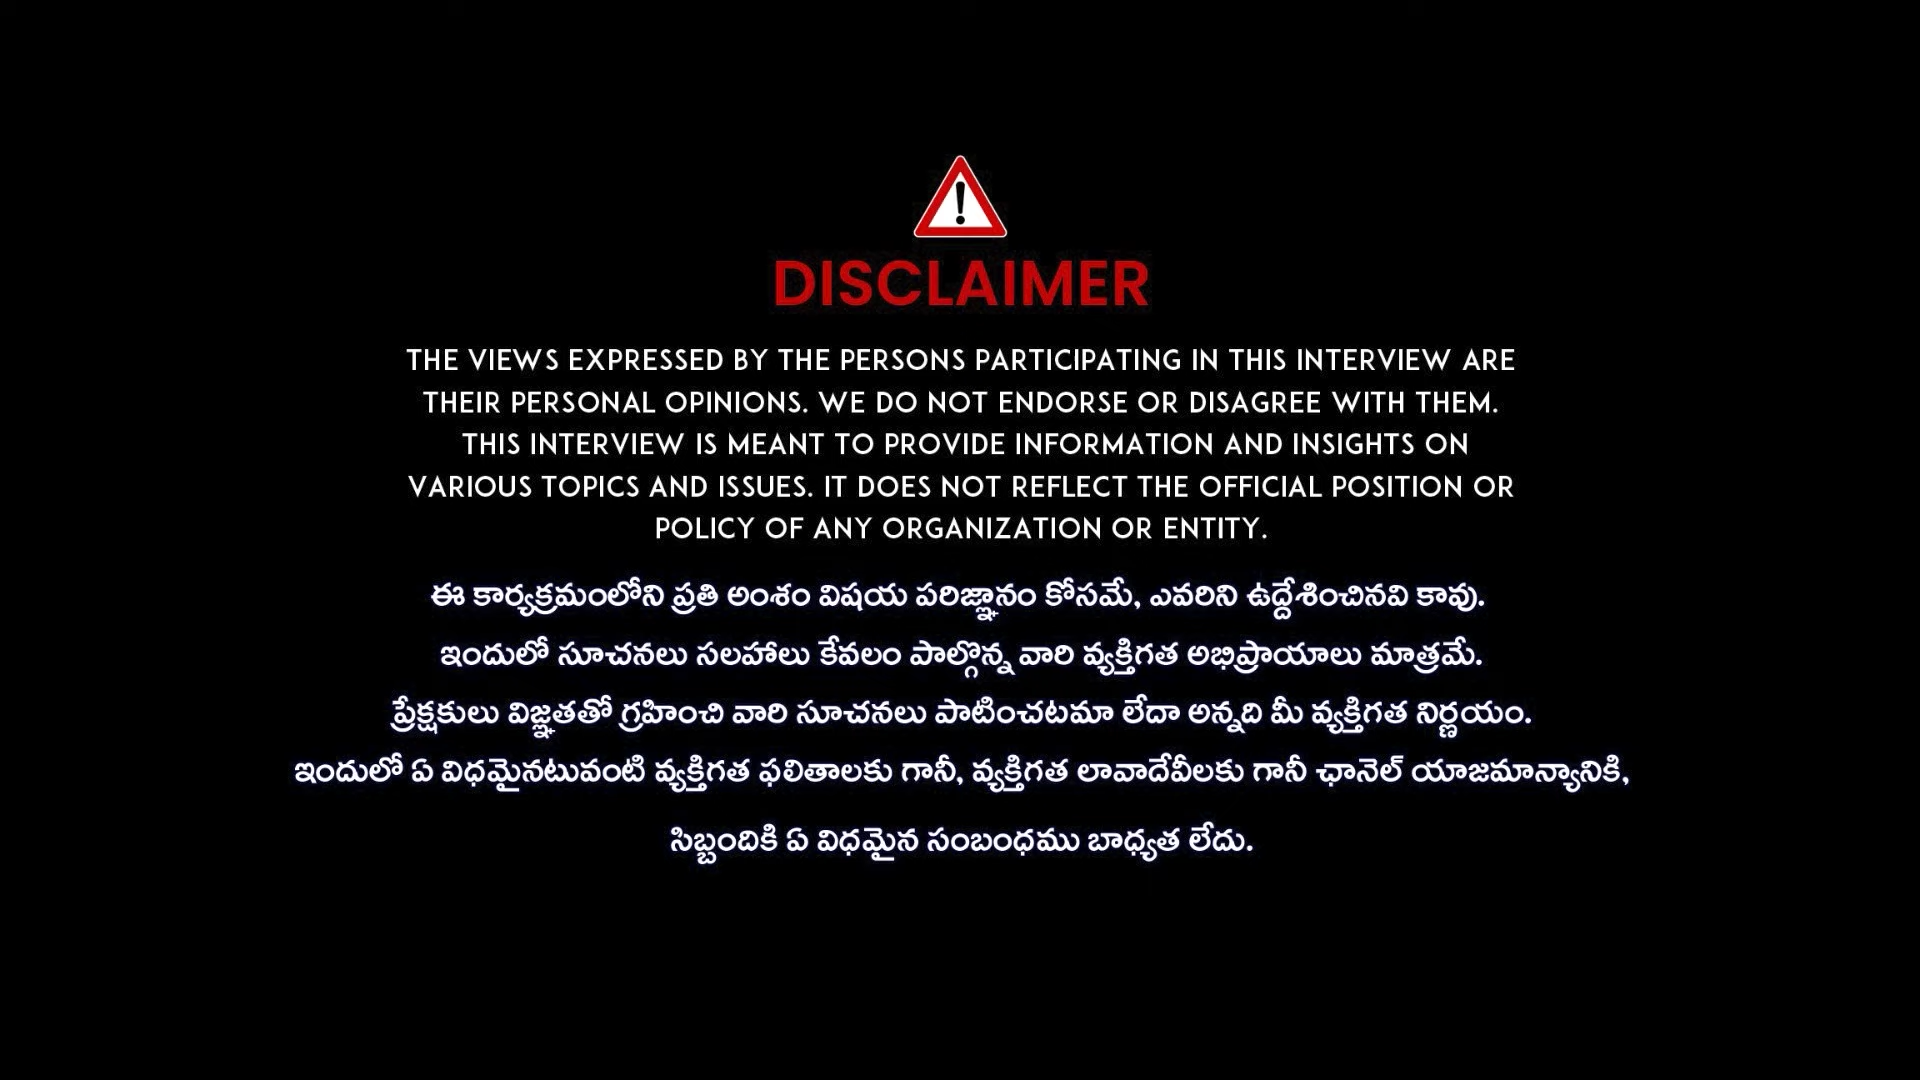 DISCLAIMER
THE VIEWS EXPRESSED BY THE PERSONS PARTICIPATING IN THIS INTERVIEW ARE
THEIR PERSONAL OPINIONS. WE DO NOT ENDORSE OR DISAGREE WITH THEM.
THIS INTERVIEW IS MEANT TO PROVIDE INFORMATION AND INSIGHTS ON
VARIOUS TOPICS AND ISSUES. IT DOES NOT REFLECT THE OFFICIAL POSITION OR
POLICY OF ANY ORGANIZATION OR ENTITY.
ఈ కార్యక్రమంలోని ప్రతి అంశం విషయ పరిజ్ఞానం కోసమే, ఎవరిని ఉద్దేశించినవి కావు.
ఇందులో సూచనలు సలహాలు కేవలం పాల్గొన్న వారి వ్యక్తిగత అభిప్రాయాలు మాత్రమే.
ప్రేక్షకులు విజ్ఞతతో గ్రహించి వారి సూచనలు పాటించటమా లేదా అన్నది మీ వ్యక్తిగత నిర్ణయం.
ఇందులో ఏ విధమైనటువంటి వ్యక్తిగత ఫలితాలకు గానీ, వ్యక్తిగత లావాదేవీలకు గానీ ఛానెల్ యాజమాన్యానికి,
సిబ్బందికి ఏ విధమైన సంబంధము బాధ్యత లేదు.